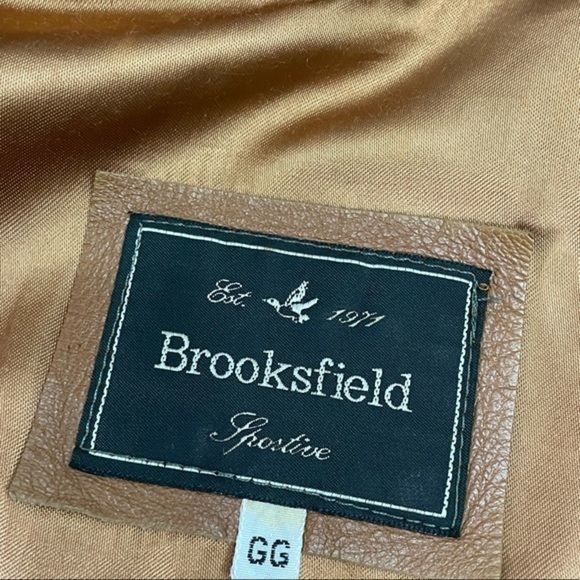 Est. 1971
Brooksfield
Sportive
GG